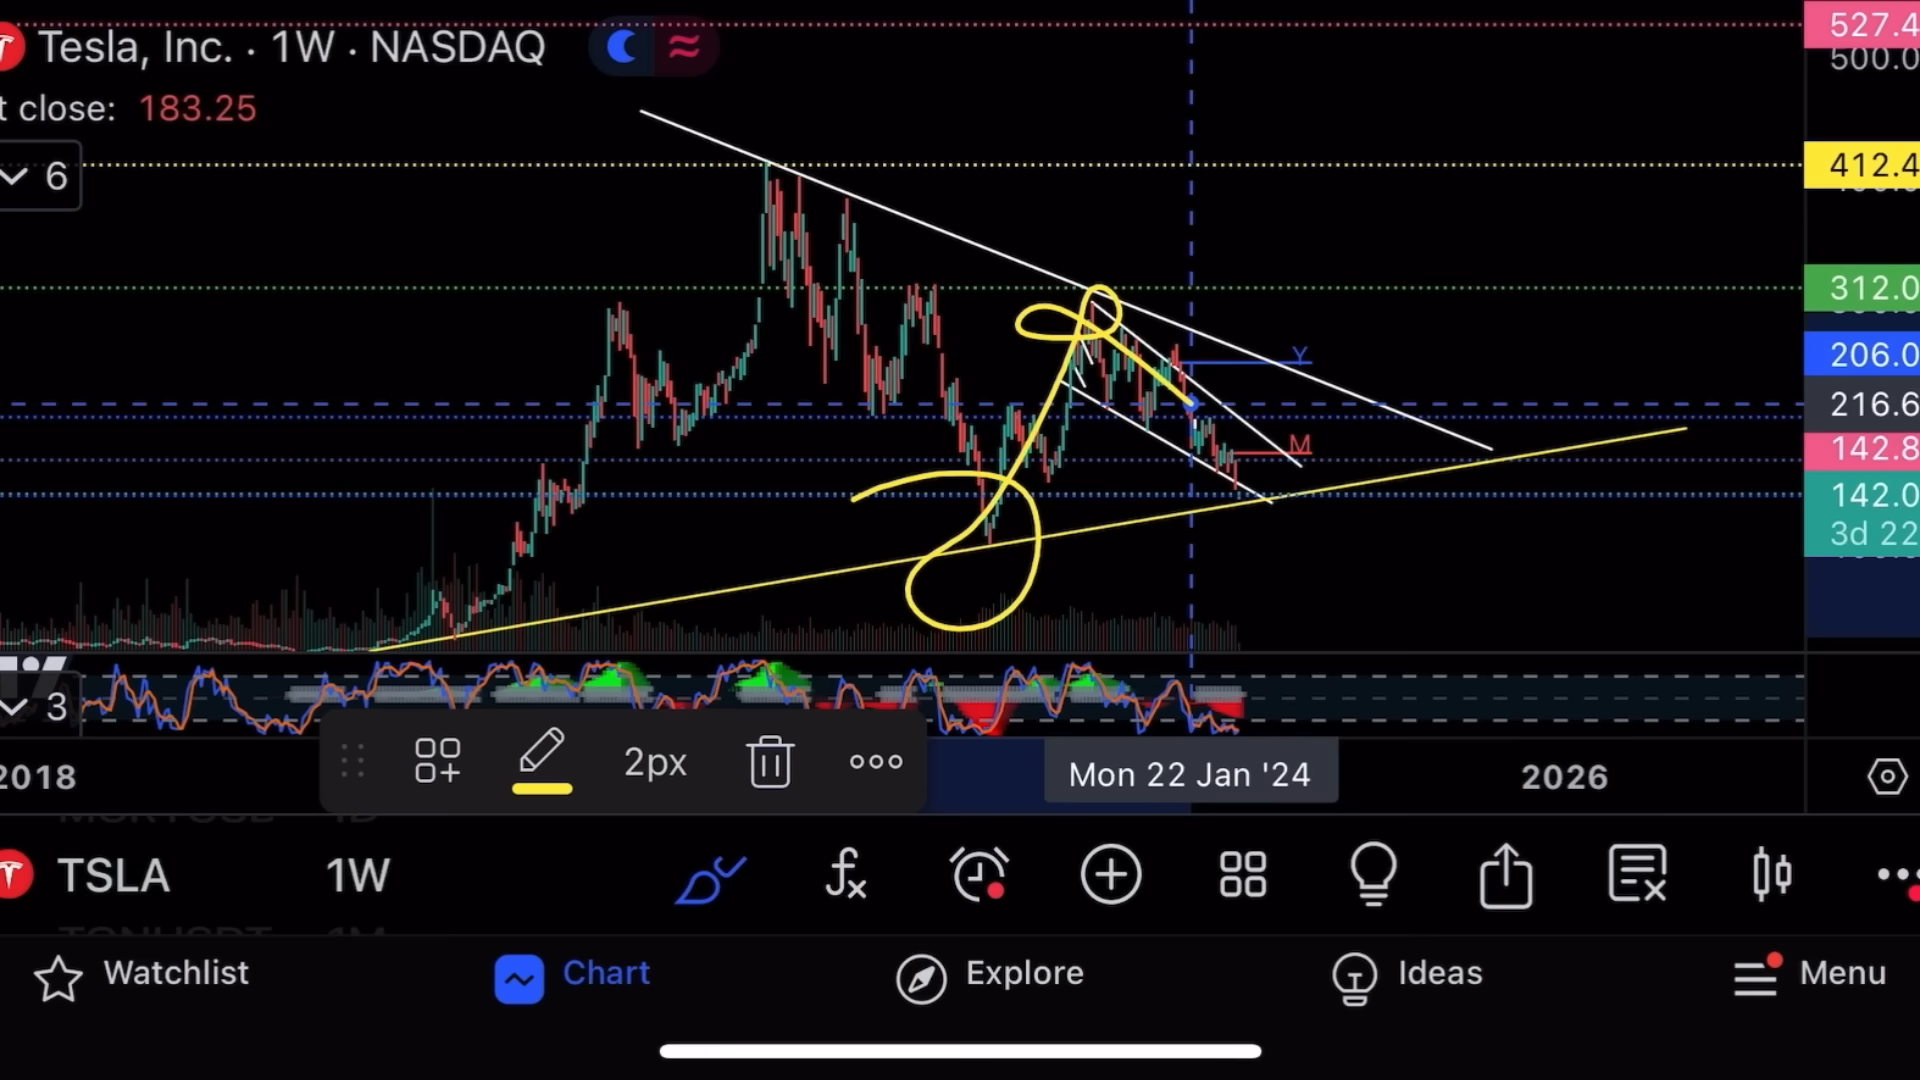 Tesla, Inc. · 1W · NASDAQ
t close: 183.25
6
527.4
500.0
412.4
312.0
206.0
216.6
142.8
142.0
3d 22
Y
M
3
2px
2018
Mon 22 Jan '24
2026
TSLA 1W
Watchlist
Chart
Explore
Ideas
Menu